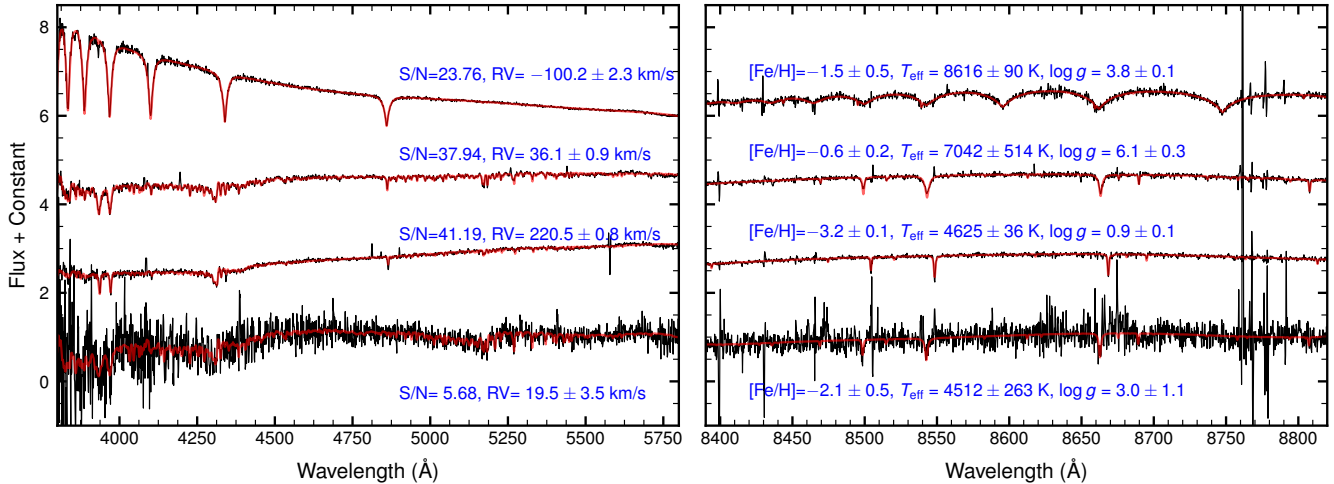 Flux + Constant
8
6
4
2
0
S/N=23.76, RV= −100.2 ± 2.3 km/s
S/N=37.94, RV= 36.1 ± 0.9 km/s
S/N=41.19, RV= 220.5 ± 0.8 km/s
S/N= 5.68, RV= 19.5 ± 3.5 km/s
4000 4250 4500 4750 5000 5250 5500 5750
Wavelength (Å)
[Fe/H]=−1.5 ± 0.5, Teff = 8616 ± 90 K, log g = 3.8 ± 0.1
[Fe/H]=−0.6 ± 0.2, Teff = 7042 ± 514 K, log g = 6.1 ± 0.3
[Fe/H]=−3.2 ± 0.1, Teff = 4625 ± 36 K, log g = 0.9 ± 0.1
[Fe/H]=−2.1 ± 0.5, Teff = 4512 ± 263 K, log g = 3.0 ± 1.1
8400 8450 8500 8550 8600 8650 8700 8750 8800
Wavelength (Å)